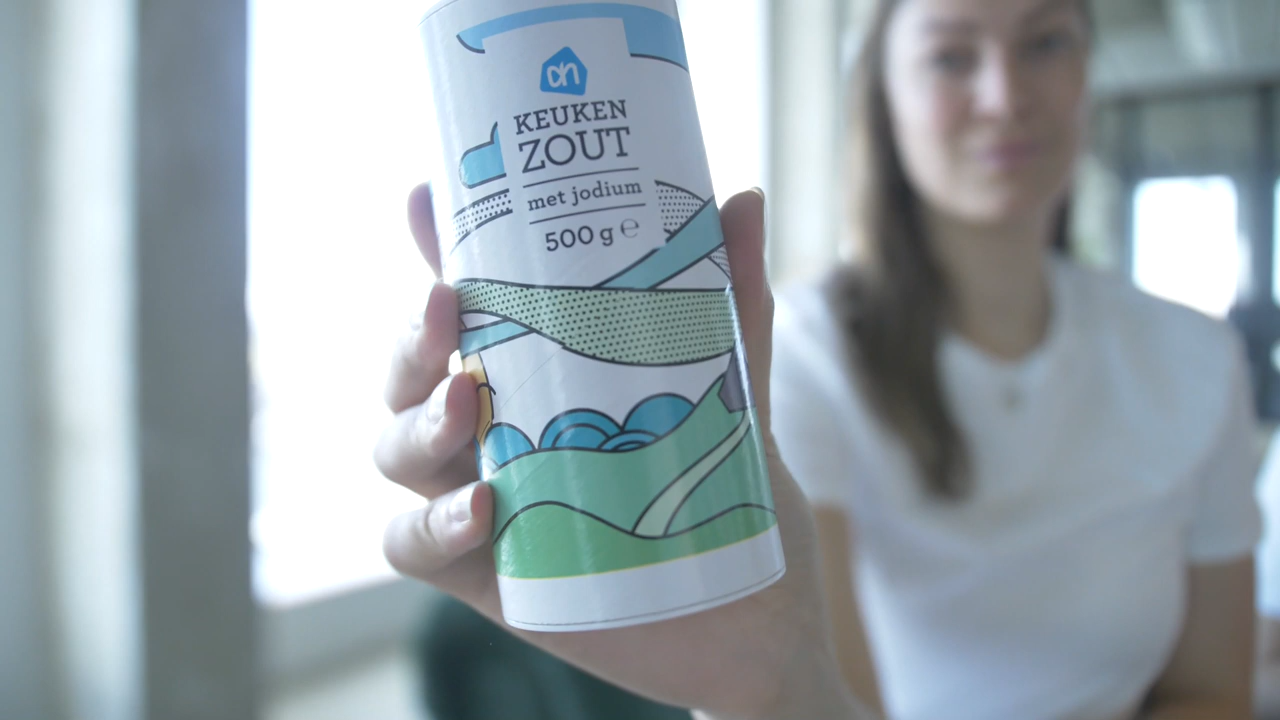 ah
KEUKEN
ZOUT
met jodium
500 g ℮